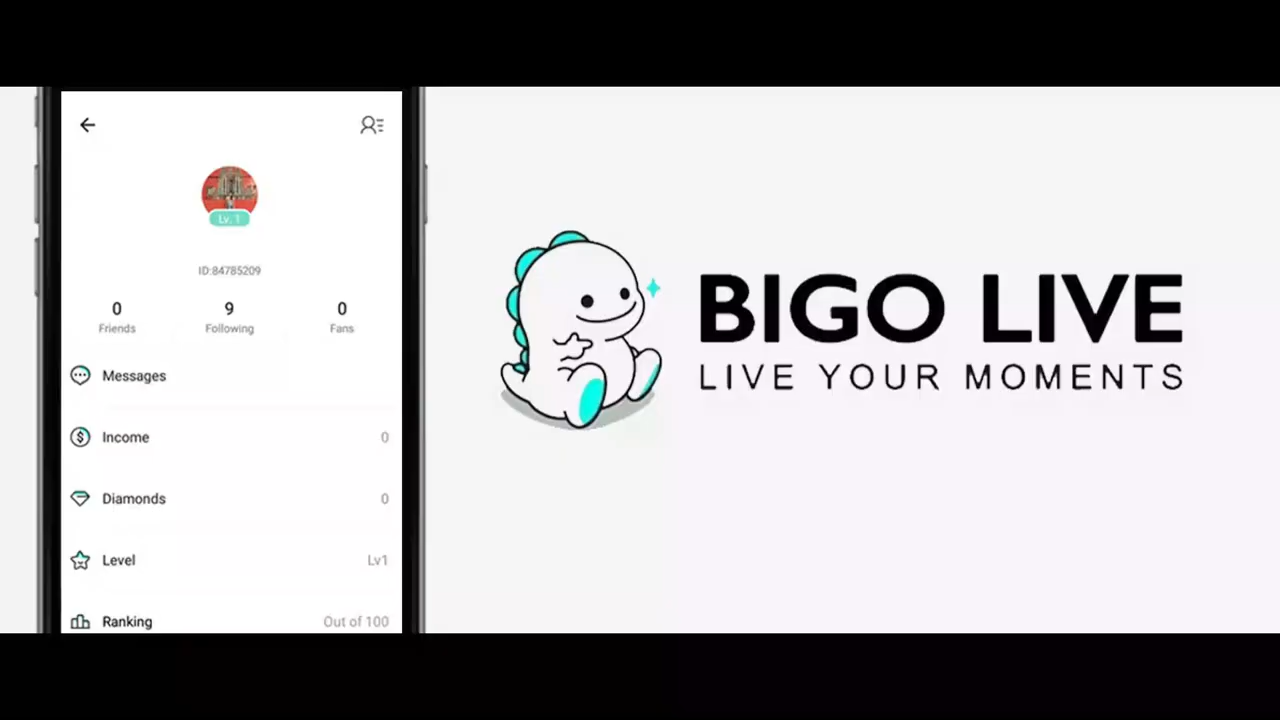 Lv. 1
ID:84785209
0 9 0
Friends Following Fans
Messages
Income 0
Diamonds 0
Level Lv1
Ranking Out of 100
BIGO LIVE
LIVE YOUR MOMENTS